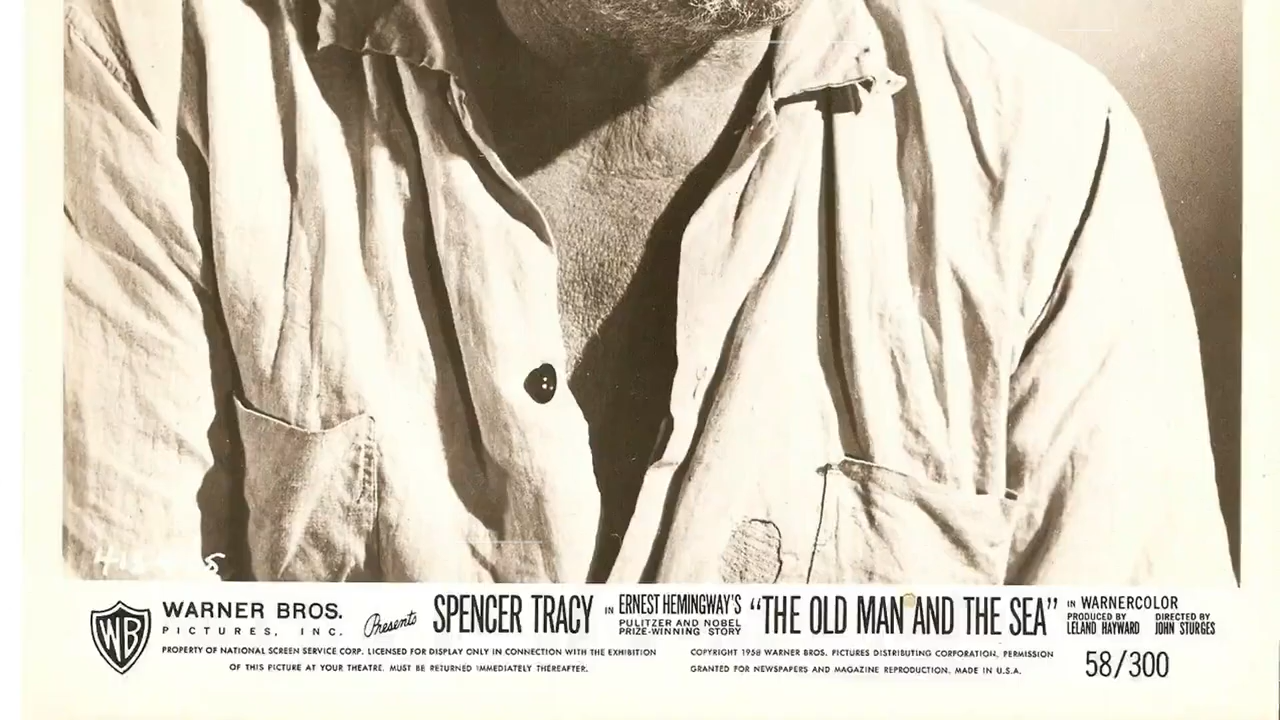 WB
WARNER BROS.
PICTURES, INC.
Presents
SPENCER TRACY
IN
ERNEST HEMINGWAY'S
PULITZER AND NOBEL
PRIZE-WINNING STORY
"THE OLD MAN AND THE SEA"
IN WARNERCOLOR
PRODUCED BY
LELAND HAYWARD
DIRECTED BY
JOHN STURGES
PROPERTY OF NATIONAL SCREEN SERVICE CORP. LICENSED FOR DISPLAY ONLY IN CONNECTION WITH THE EXHIBITION
OF THIS PICTURE AT YOUR THEATRE. MUST BE RETURNED IMMEDIATELY THEREAFTER.
COPYRIGHT 1958 WARNER BROS. PICTURES DISTRIBUTING CORPORATION. PERMISSION
GRANTED FOR NEWSPAPERS AND MAGAZINE REPRODUCTION. MADE IN U.S.A.
58/300